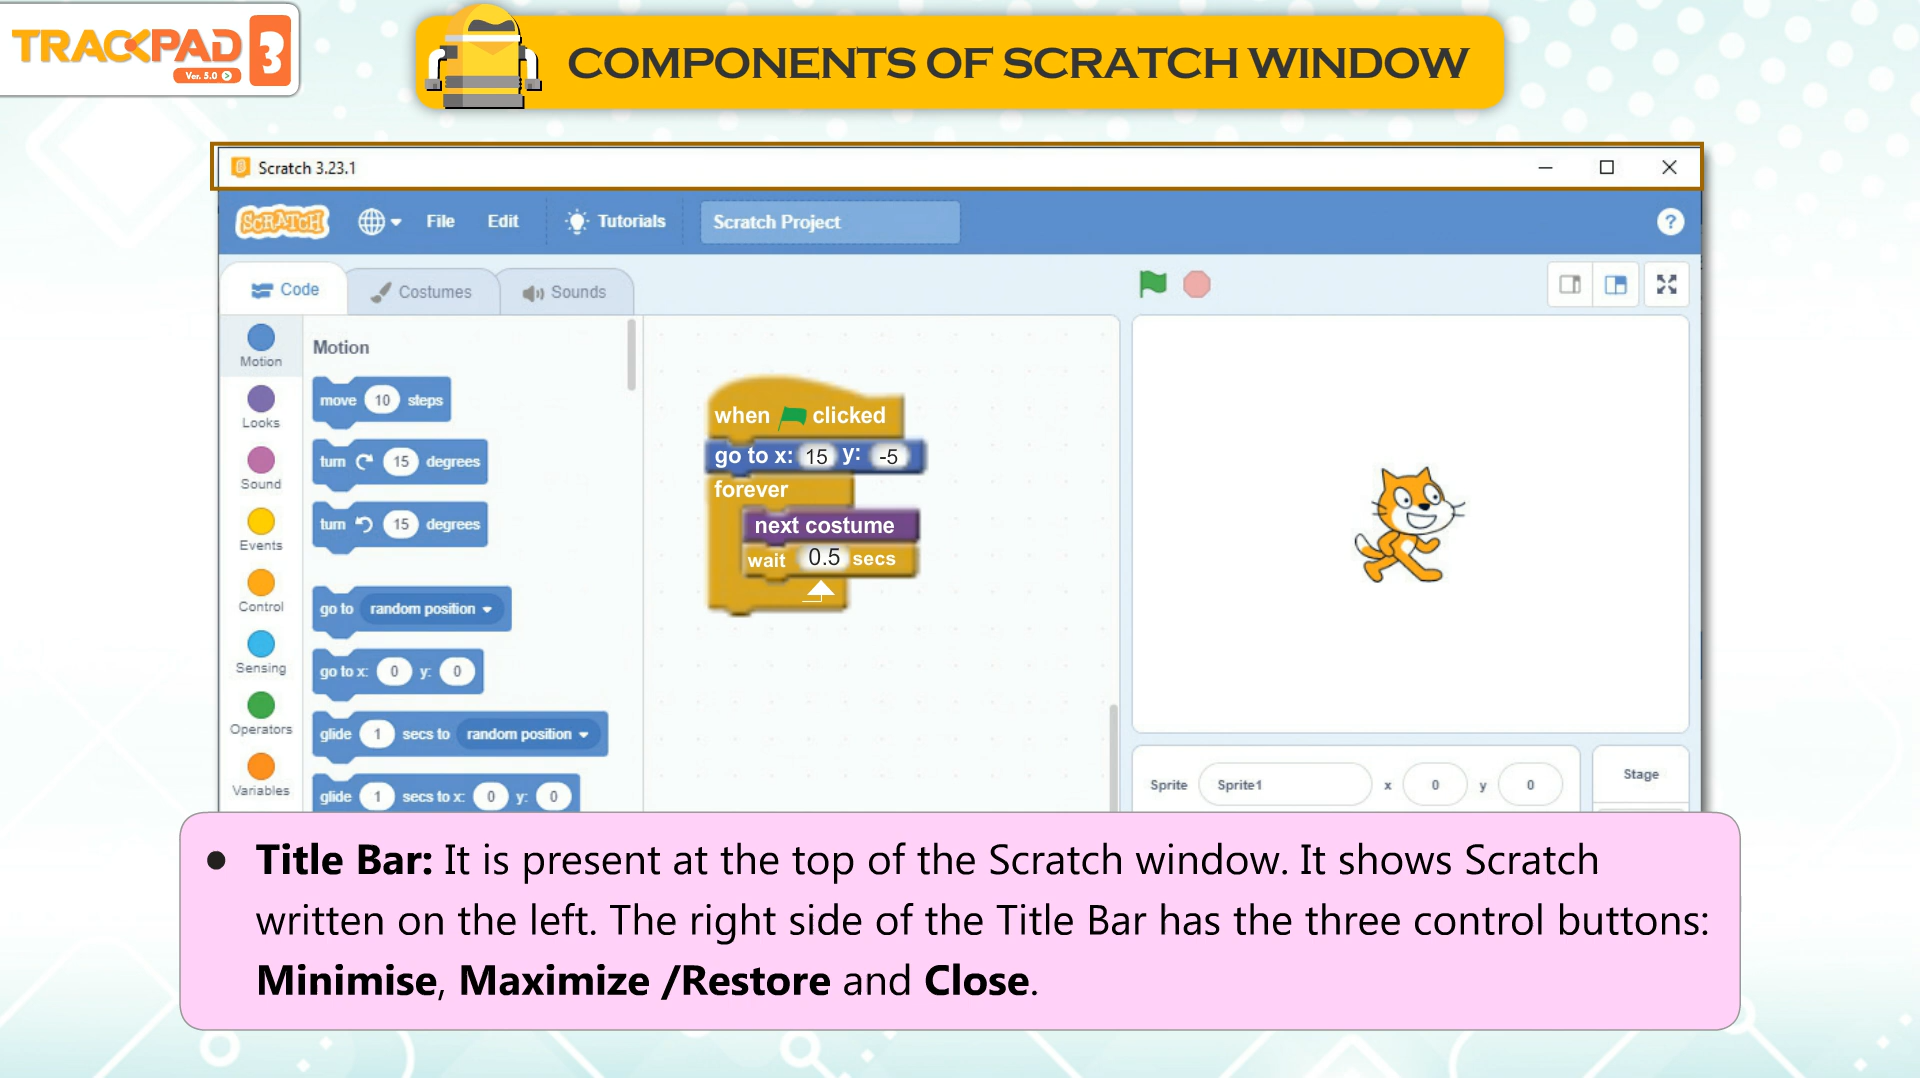 TRACKPAD 3
Ver. 5.0
COMPONENTS OF SCRATCH WINDOW
Scratch 3.23.1
SCRATCH File Edit Tutorials Scratch Project ?
Code Costumes Sounds
Motion
Looks
Sound
Events
Control
Sensing
Operators
Variables
Motion
move 10 steps
turn 15 degrees
turn 15 degrees
go to random position
go to x: 0 y: 0
glide 1 secs to random position
glide 1 secs to x: 0 y: 0
when clicked
go to x: 15 y: -5
forever
next costume
wait 0.5 secs
Sprite Sprite1 x 0 y 0
Stage
● Title Bar: It is present at the top of the Scratch window. It shows Scratch
written on the left. The right side of the Title Bar has the three control buttons:
Minimise, Maximize /Restore and Close.